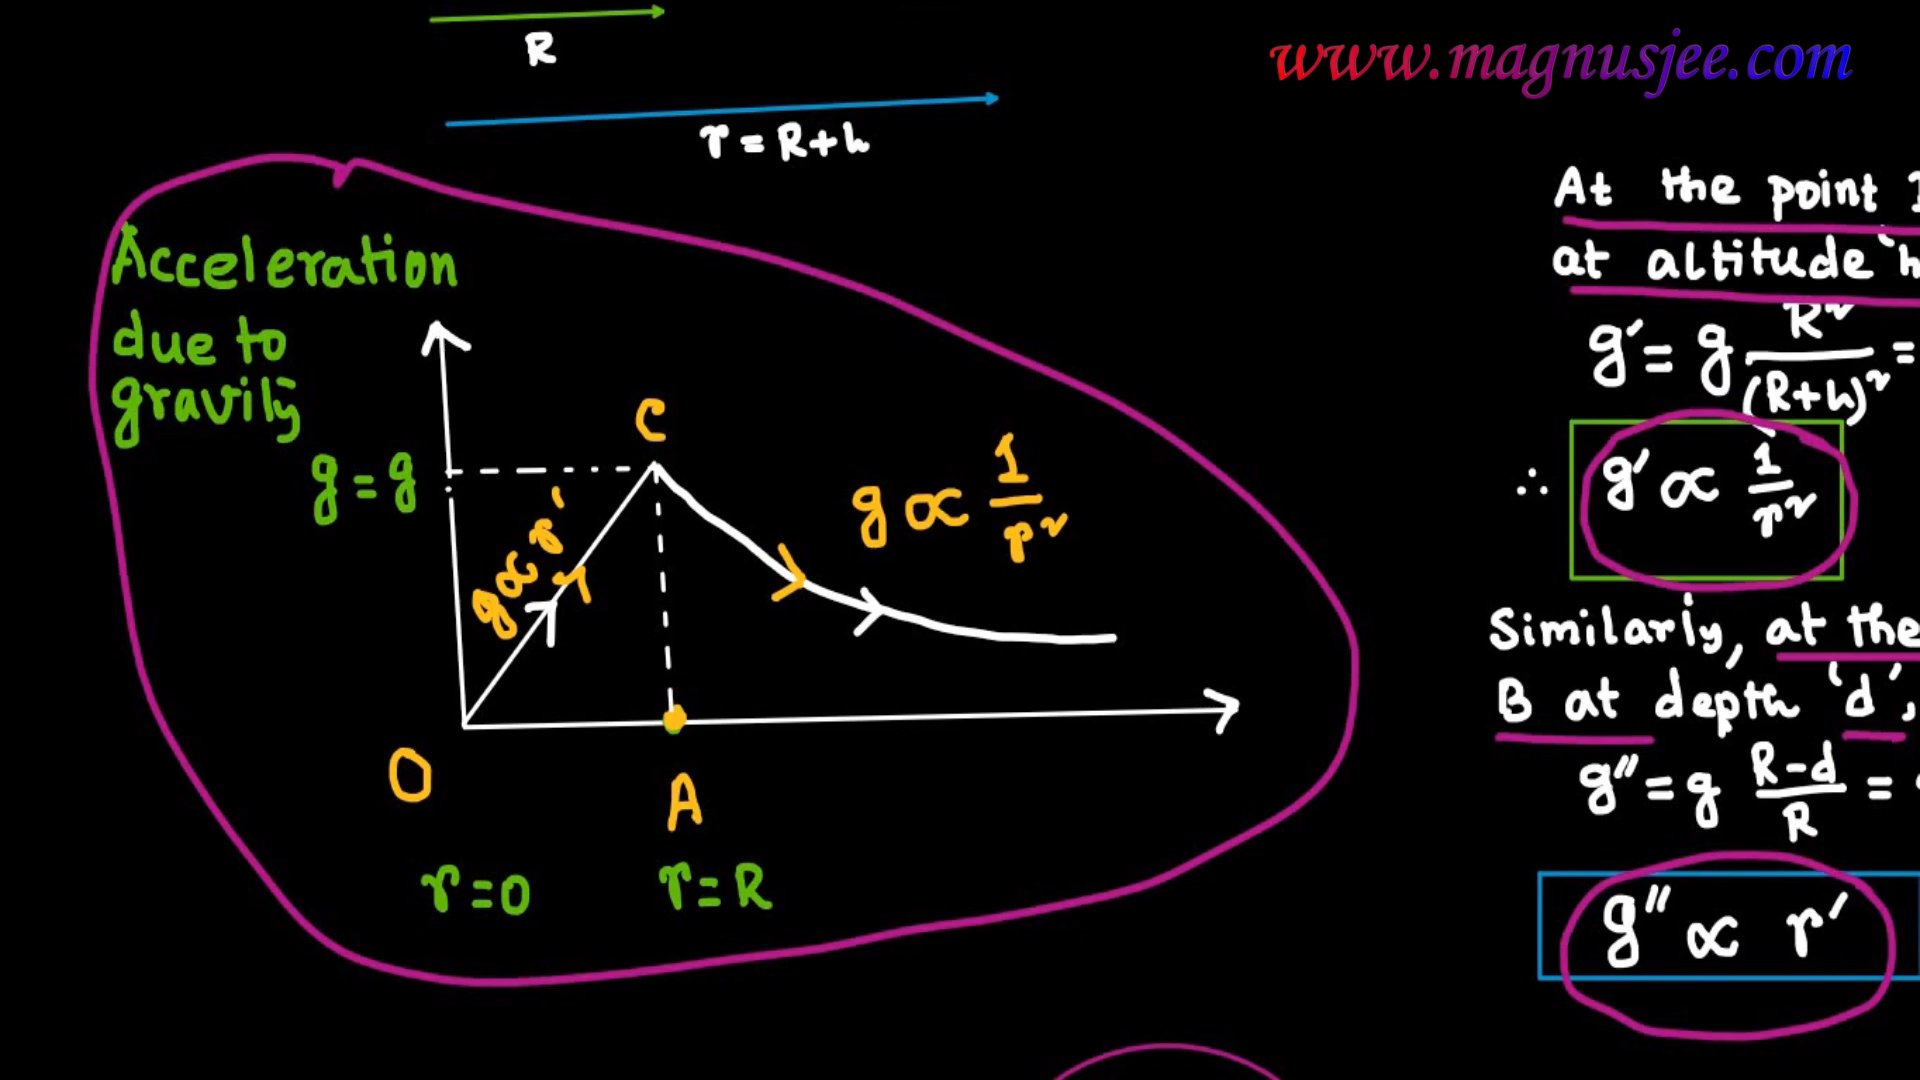 R
www.magnusjee.com
r = R+h
Acceleration
due to
gravity
g = g
C
g ∝ r'
g ∝ 1/r²
O
A
r = 0
r = R
At the point
at altitude 'h
g' = g R²/(R+h)² =
∴ g' ∝ 1/r²
Similarly, at the
B at depth 'd',
g'' = g R-d/R =
g'' ∝ r'